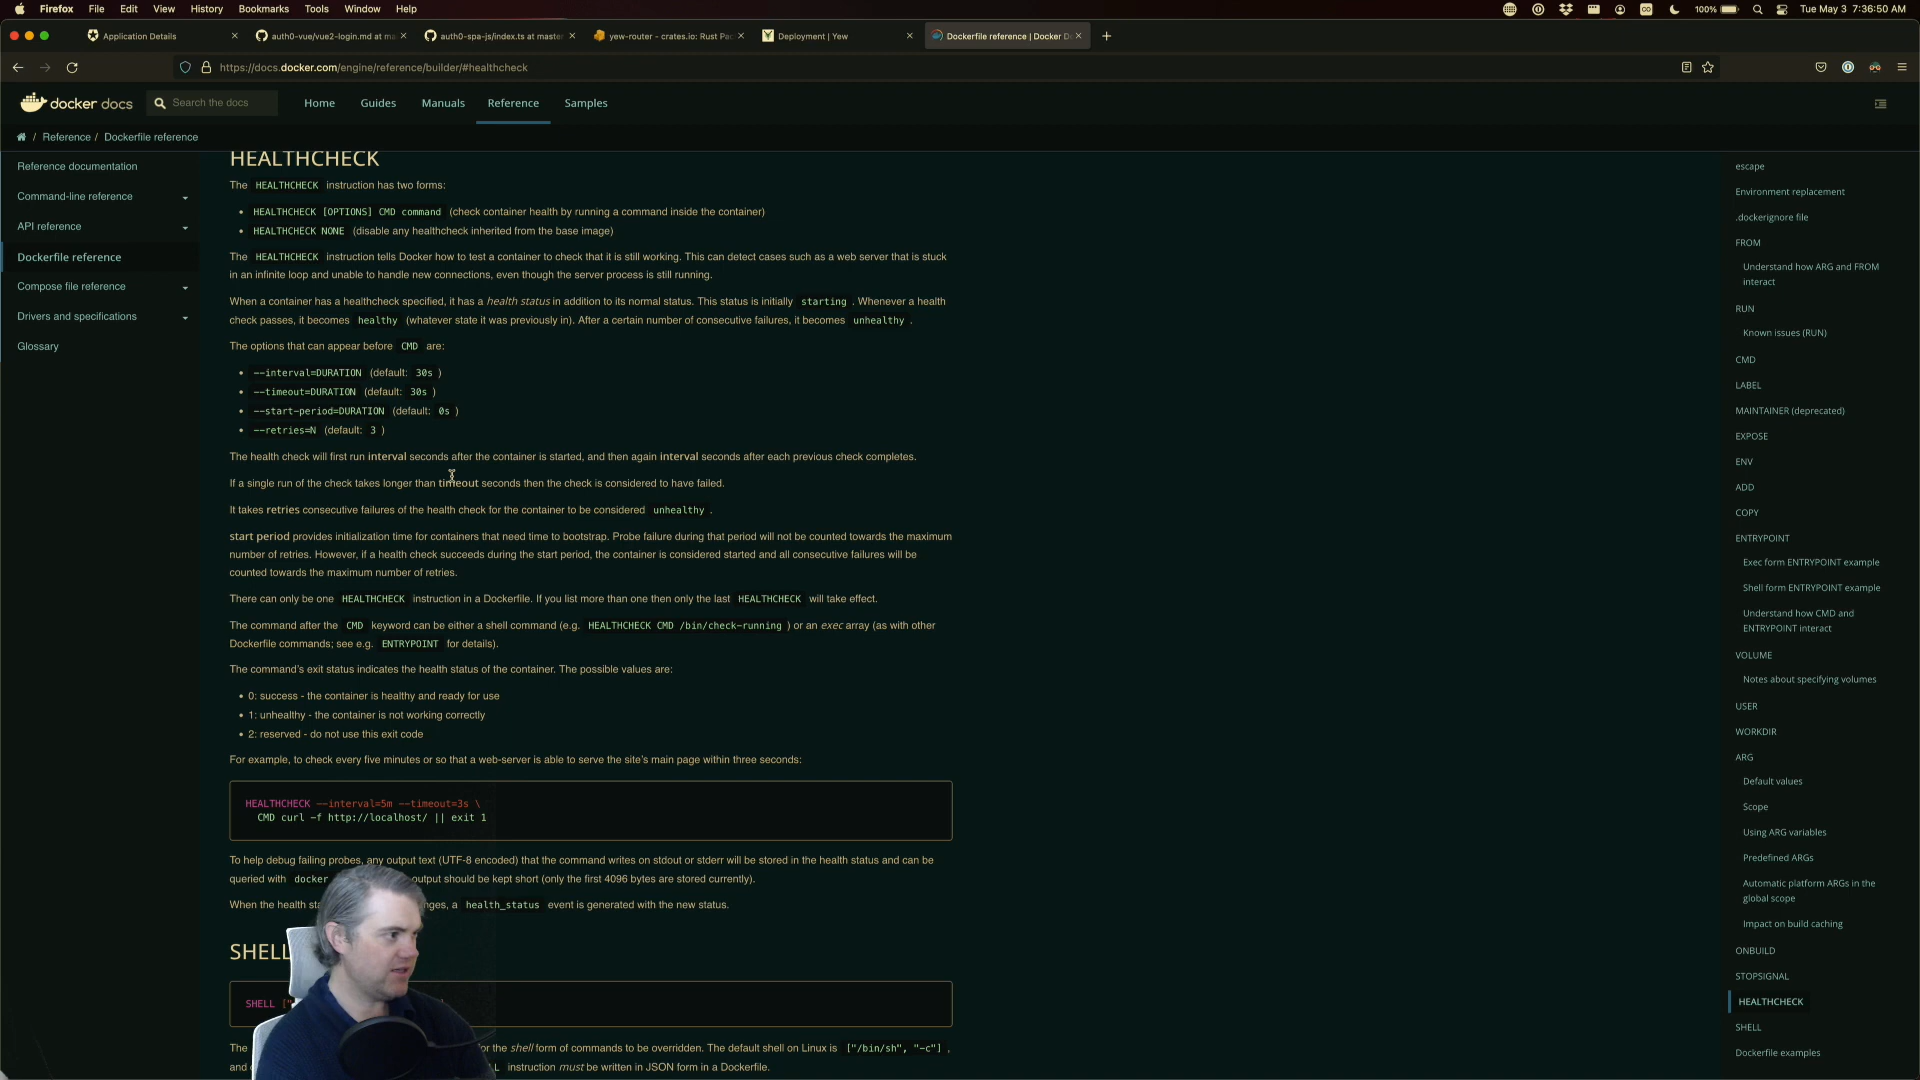 Firefox File Edit View History Bookmarks Tools Window Help 100% Tue May 3 7:36:50 AM
Application Details
auth0-vue/vue2-login.md at ma
auth0-spa-js/index.ts at master
yew-router - crates.io: Rust Pac
Deployment | Yew
Dockerfile reference | Docker D
https://docs.docker.com/engine/reference/builder/#healthcheck
docker docs
Search the docs
Home Guides Manuals Reference Samples
/ Reference / Dockerfile reference
Reference documentation
Command-line reference
API reference
Dockerfile reference
Compose file reference
Drivers and specifications
Glossary
HEALTHCHECK
The HEALTHCHECK instruction has two forms:
• HEALTHCHECK [OPTIONS] CMD command (check container health by running a command inside the container)
• HEALTHCHECK NONE (disable any healthcheck inherited from the base image)
The HEALTHCHECK instruction tells Docker how to test a container to check that it is still working. This can detect cases such as a web server that is stuck
in an infinite loop and unable to handle new connections, even though the server process is still running.
When a container has a healthcheck specified, it has a health status in addition to its normal status. This status is initially starting . Whenever a health
check passes, it becomes healthy (whatever state it was previously in). After a certain number of consecutive failures, it becomes unhealthy .
The options that can appear before CMD are:
• --interval=DURATION (default: 30s )
• --timeout=DURATION (default: 30s )
• --start-period=DURATION (default: 0s )
• --retries=N (default: 3 )
The health check will first run interval seconds after the container is started, and then again interval seconds after each previous check completes.
If a single run of the check takes longer than timeout seconds then the check is considered to have failed.
It takes retries consecutive failures of the health check for the container to be considered unhealthy .
start period provides initialization time for containers that need time to bootstrap. Probe failure during that period will not be counted towards the maximum
number of retries. However, if a health check succeeds during the start period, the container is considered started and all consecutive failures will be
counted towards the maximum number of retries.
There can only be one HEALTHCHECK instruction in a Dockerfile. If you list more than one then only the last HEALTHCHECK will take effect.
The command after the CMD keyword can be either a shell command (e.g. HEALTHCHECK CMD /bin/check-running ) or an exec array (as with other
Dockerfile commands; see e.g. ENTRYPOINT for details).
The command's exit status indicates the health status of the container. The possible values are:
• 0: success - the container is healthy and ready for use
• 1: unhealthy - the container is not working correctly
• 2: reserved - do not use this exit code
For example, to check every five minutes or so that a web-server is able to serve the site's main page within three seconds:
HEALTHCHECK --interval=5m --timeout=3s \
CMD curl -f http://localhost/ || exit 1
To help debug failing probes, any output text (UTF-8 encoded) that the command writes on stdout or stderr will be stored in the health status and can be
queried with docker output should be kept short (only the first 4096 bytes are stored currently).
When the health sta nges, a health_status event is generated with the new status.
SHELL
SHELL ["
The for the shell form of commands to be overridden. The default shell on Linux is ["/bin/sh", "-c"] ,
and instruction must be written in JSON form in a Dockerfile.
escape
Environment replacement
.dockerignore file
FROM
Understand how ARG and FROM
interact
RUN
Known issues (RUN)
CMD
LABEL
MAINTAINER (deprecated)
EXPOSE
ENV
ADD
COPY
ENTRYPOINT
Exec form ENTRYPOINT example
Shell form ENTRYPOINT example
Understand how CMD and
ENTRYPOINT interact
VOLUME
Notes about specifying volumes
USER
WORKDIR
ARG
Default values
Scope
Using ARG variables
Predefined ARGs
Automatic platform ARGs in the
global scope
Impact on build caching
ONBUILD
STOPSIGNAL
HEALTHCHECK
SHELL
Dockerfile examples